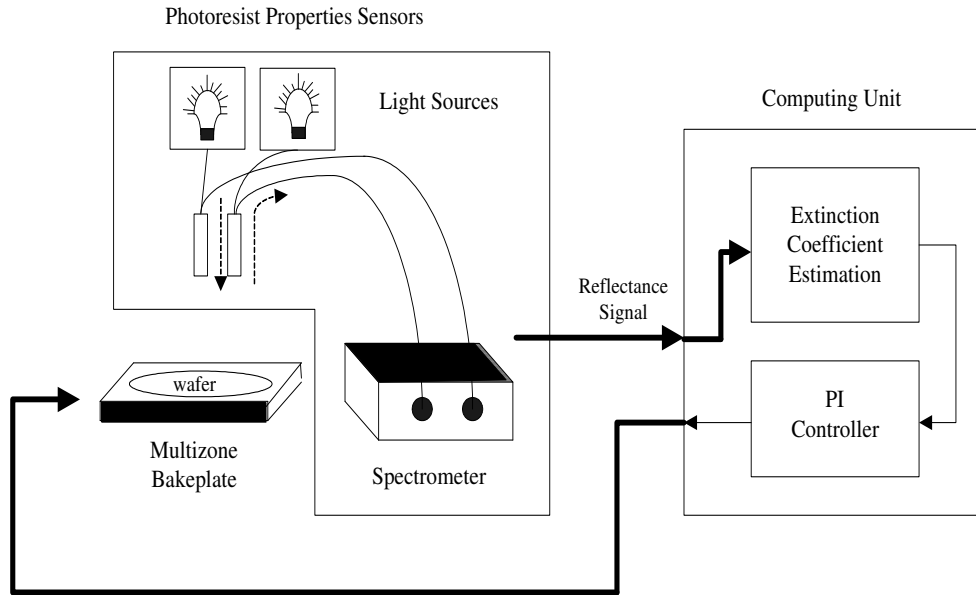 Photoresist Properties Sensors
Light Sources
Computing Unit
Extinction
Coefficient
Estimation
Reflectance
Signal
wafer
Multizone
Bakeplate
Spectrometer
PI
Controller